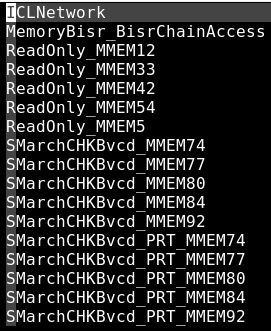 ICLNetwork
MemoryBisr_BisrChainAccess
ReadOnly_MMEM12
ReadOnly_MMEM33
ReadOnly_MMEM42
ReadOnly_MMEM54
ReadOnly_MMEM5
SMarchCHKBvcd_MMEM74
SMarchCHKBvcd_MMEM77
SMarchCHKBvcd_MMEM80
SMarchCHKBvcd_MMEM84
SMarchCHKBvcd_MMEM92
SMarchCHKBvcd_PRT_MMEM74
SMarchCHKBvcd_PRT_MMEM77
SMarchCHKBvcd_PRT_MMEM80
SMarchCHKBvcd_PRT_MMEM84
SMarchCHKBvcd_PRT_MMEM92